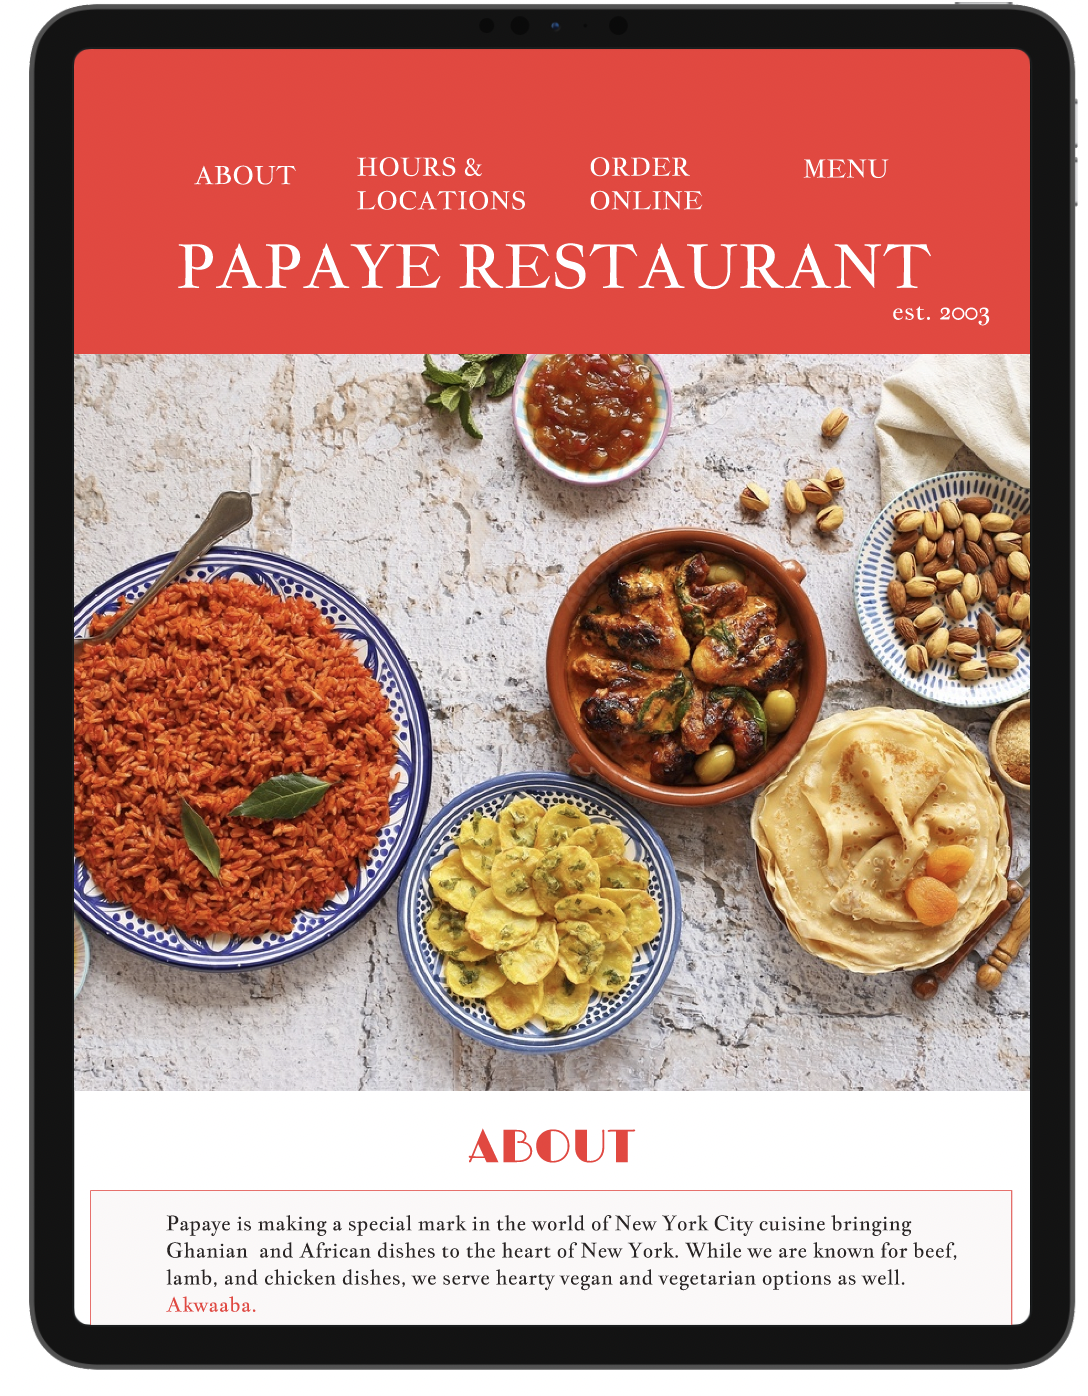 ABOUT
HOURS &
LOCATIONS
ORDER
ONLINE
MENU
PAPAYE RESTAURANT
est. 2003
ABOUT
Papaye is making a special mark in the world of New York City cuisine bringing
Ghanian  and African dishes to the heart of New York. While we are known for beef,
lamb, and chicken dishes, we serve hearty vegan and vegetarian options as well.
Akwaaba.